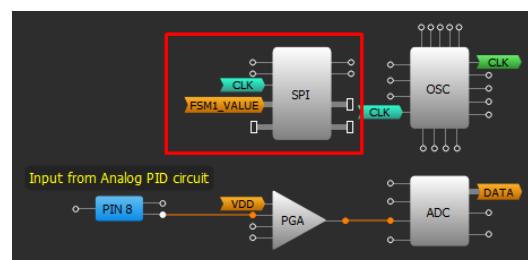 CLK
SPI
FSM1_VALUE
CLK
OSC
CLK
Input from Analog PID circuit
PIN 8
VDD
PGA
DATA
ADC